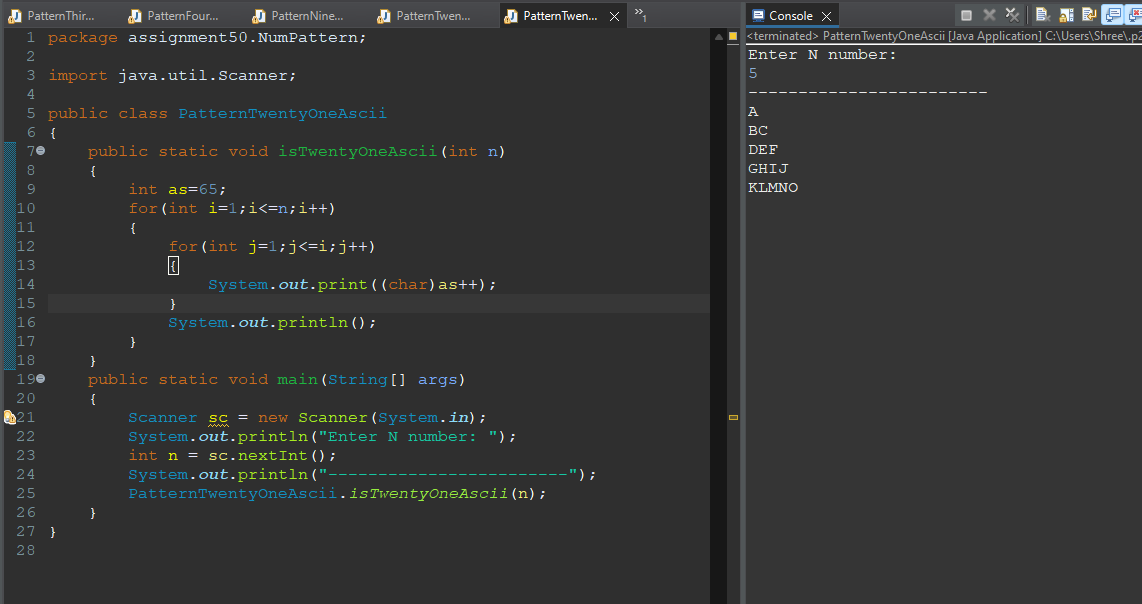 PatternThir...
PatternFour...
PatternNine...
PatternTwen...
PatternTwen...
»1
1 package assignment50.NumPattern;
2
3 import java.util.Scanner;
4
5 public class PatternTwentyOneAscii
6 {
7 public static void isTwentyOneAscii(int n)
8 {
9 int as=65;
10 for(int i=1;i<=n;i++)
11 {
12 for(int j=1;j<=i;j++)
13 {
14 System.out.print((char)as++);
15 }
16 System.out.println();
17 }
18 }
19 public static void main(String[] args)
20 {
21 Scanner sc = new Scanner(System.in);
22 System.out.println("Enter N number: ");
23 int n = sc.nextInt();
24 System.out.println("------------------------");
25 PatternTwentyOneAscii.isTwentyOneAscii(n);
26 }
27 }
28
Console
<terminated> PatternTwentyOneAscii [Java Application] C:\Users\Shree\.p2
Enter N number:
5
------------------------
A
BC
DEF
GHIJ
KLMNO